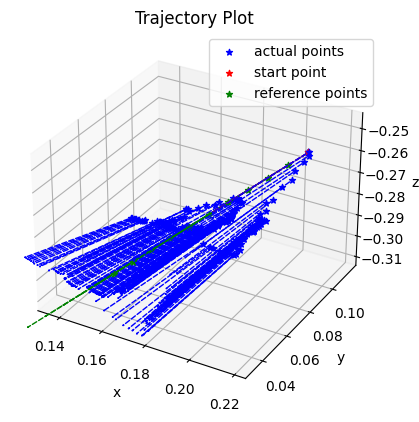 Trajectory Plot
actual points
start point
reference points
−0.25
−0.26
−0.27
−0.28
−0.29
−0.30
−0.31
z
0.14
0.16
0.18
0.20
0.22
x
0.04
0.06
0.08
0.10
y